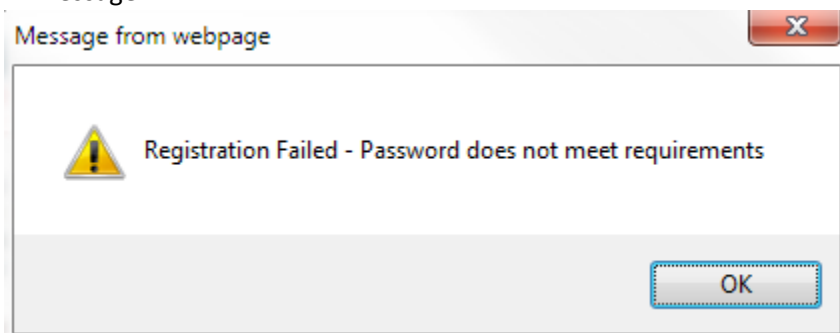 Message from webpage
Registration Failed - Password does not meet requirements
OK